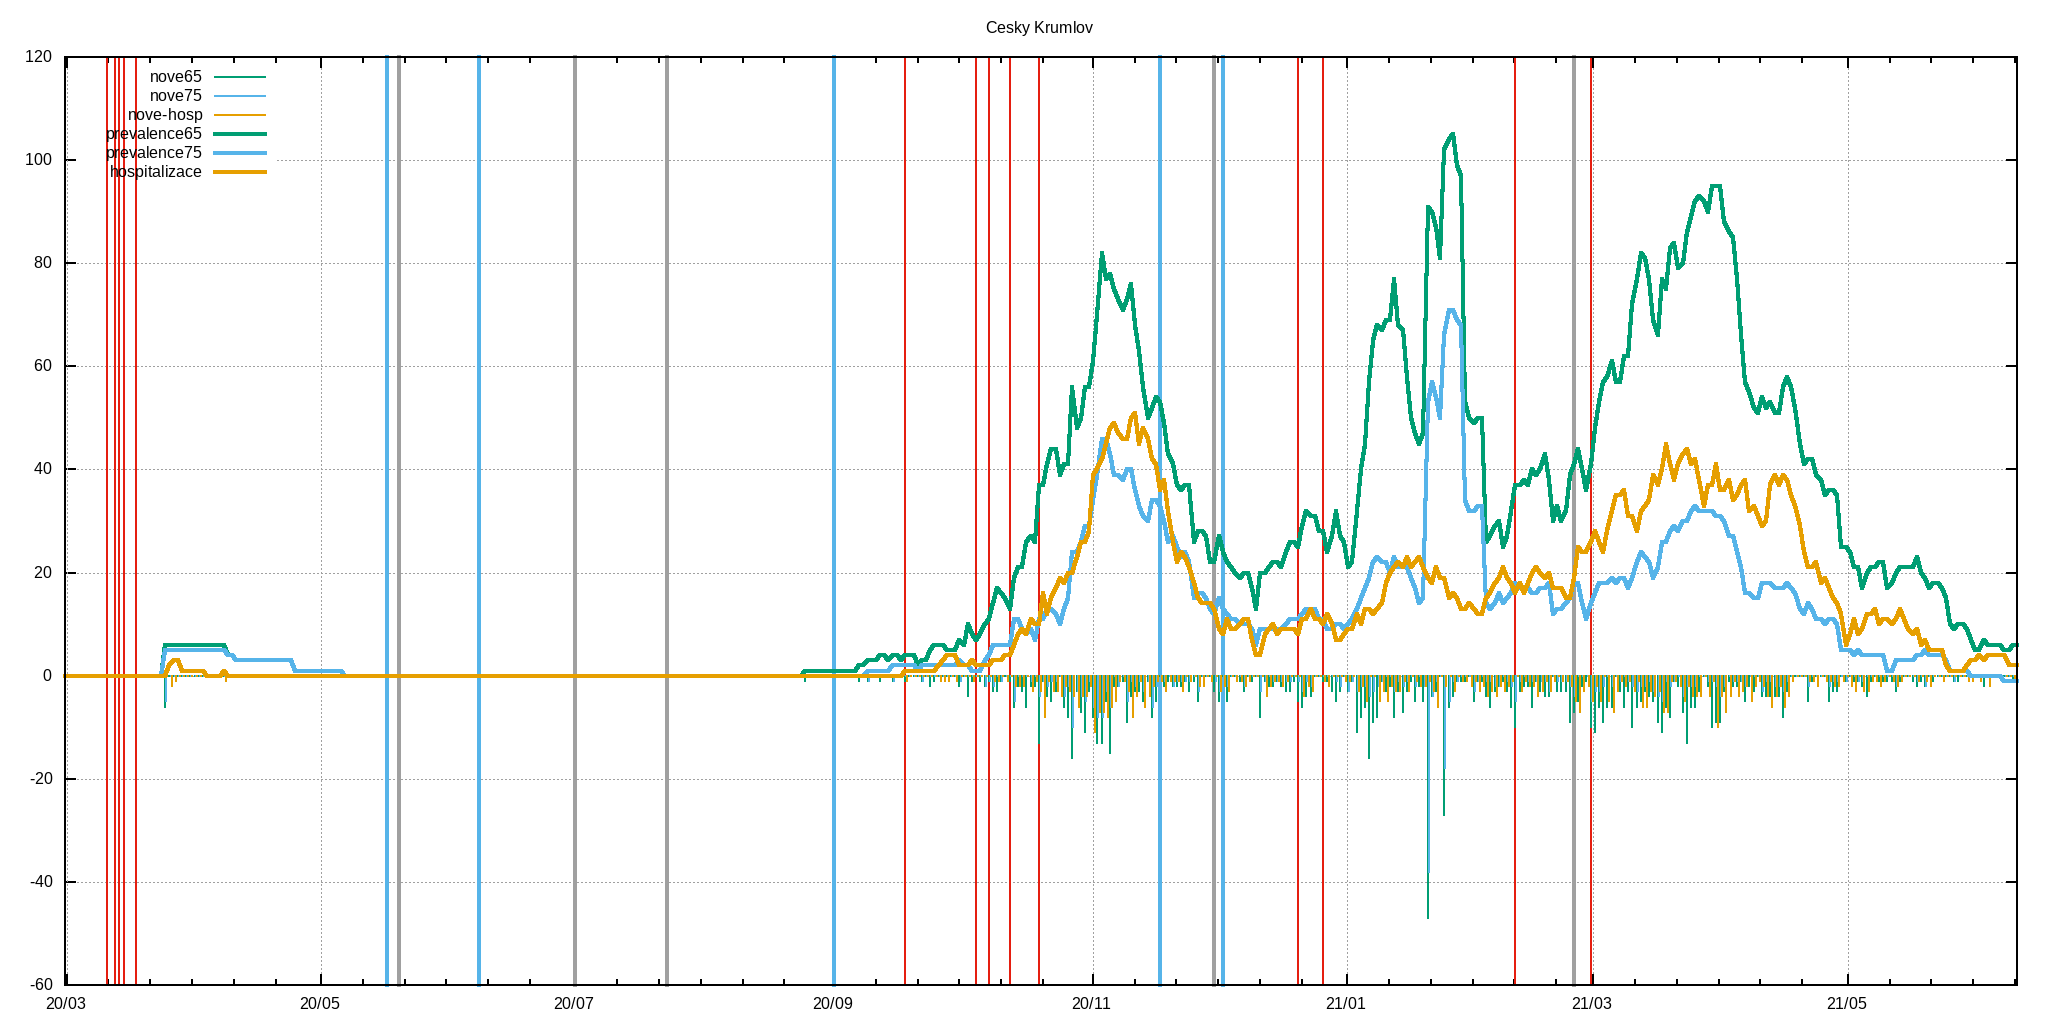 Cesky Krumlov
120
100
80
60
40
20
0
-20
-40
-60
nove65
nove75
nove-hosp
prevalence65
prevalence75
hospitalizace
20/03 20/05 20/07 20/09 20/11 21/01 21/03 21/05